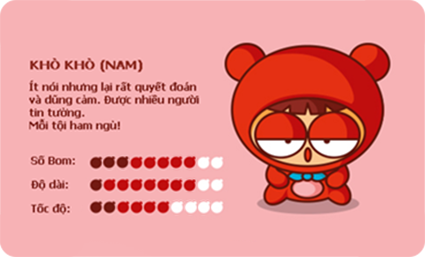 KHÒ KHÒ (NAM)
Ít nói nhưng lại rất quyết đoán
và dũng cảm. Được nhiều người
tin tưởng.
Mỗi tội ham ngủ!
Số Bom:
Độ dài:
Tốc độ: